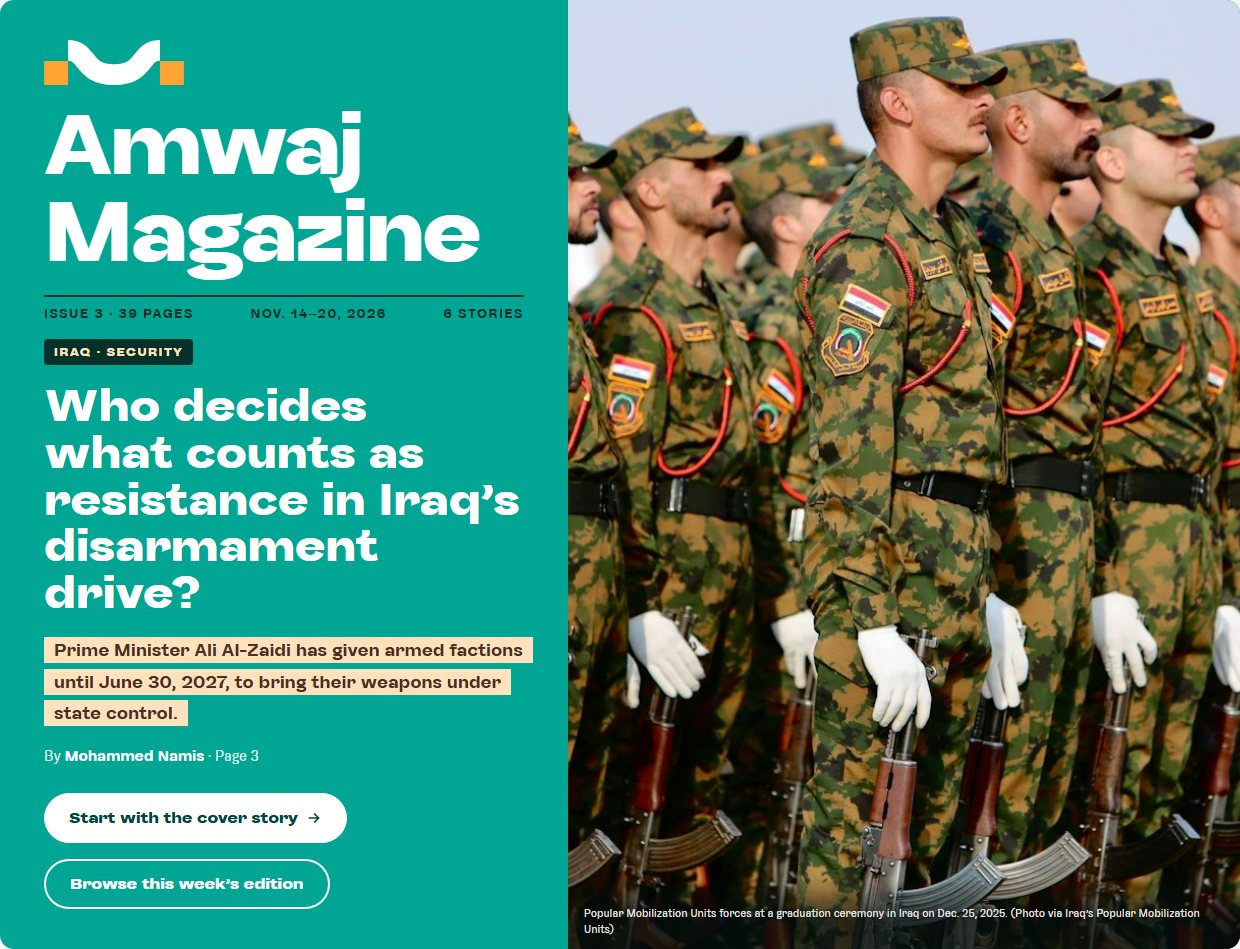 Amwaj
Magazine
ISSUE 3 · 39 PAGES NOV. 14–20, 2026 6 STORIES
IRAQ · SECURITY
Who decides
what counts as
resistance in Iraq’s
disarmament
drive?
Prime Minister Ali Al-Zaidi has given armed factions
until June 30, 2027, to bring their weapons under
state control.
By Mohammed Namis · Page 3
Start with the cover story →
Browse this week’s edition
Popular Mobilization Units forces at a graduation ceremony in Iraq on Dec. 25, 2025. (Photo via Iraq’s Popular Mobilization
Units)